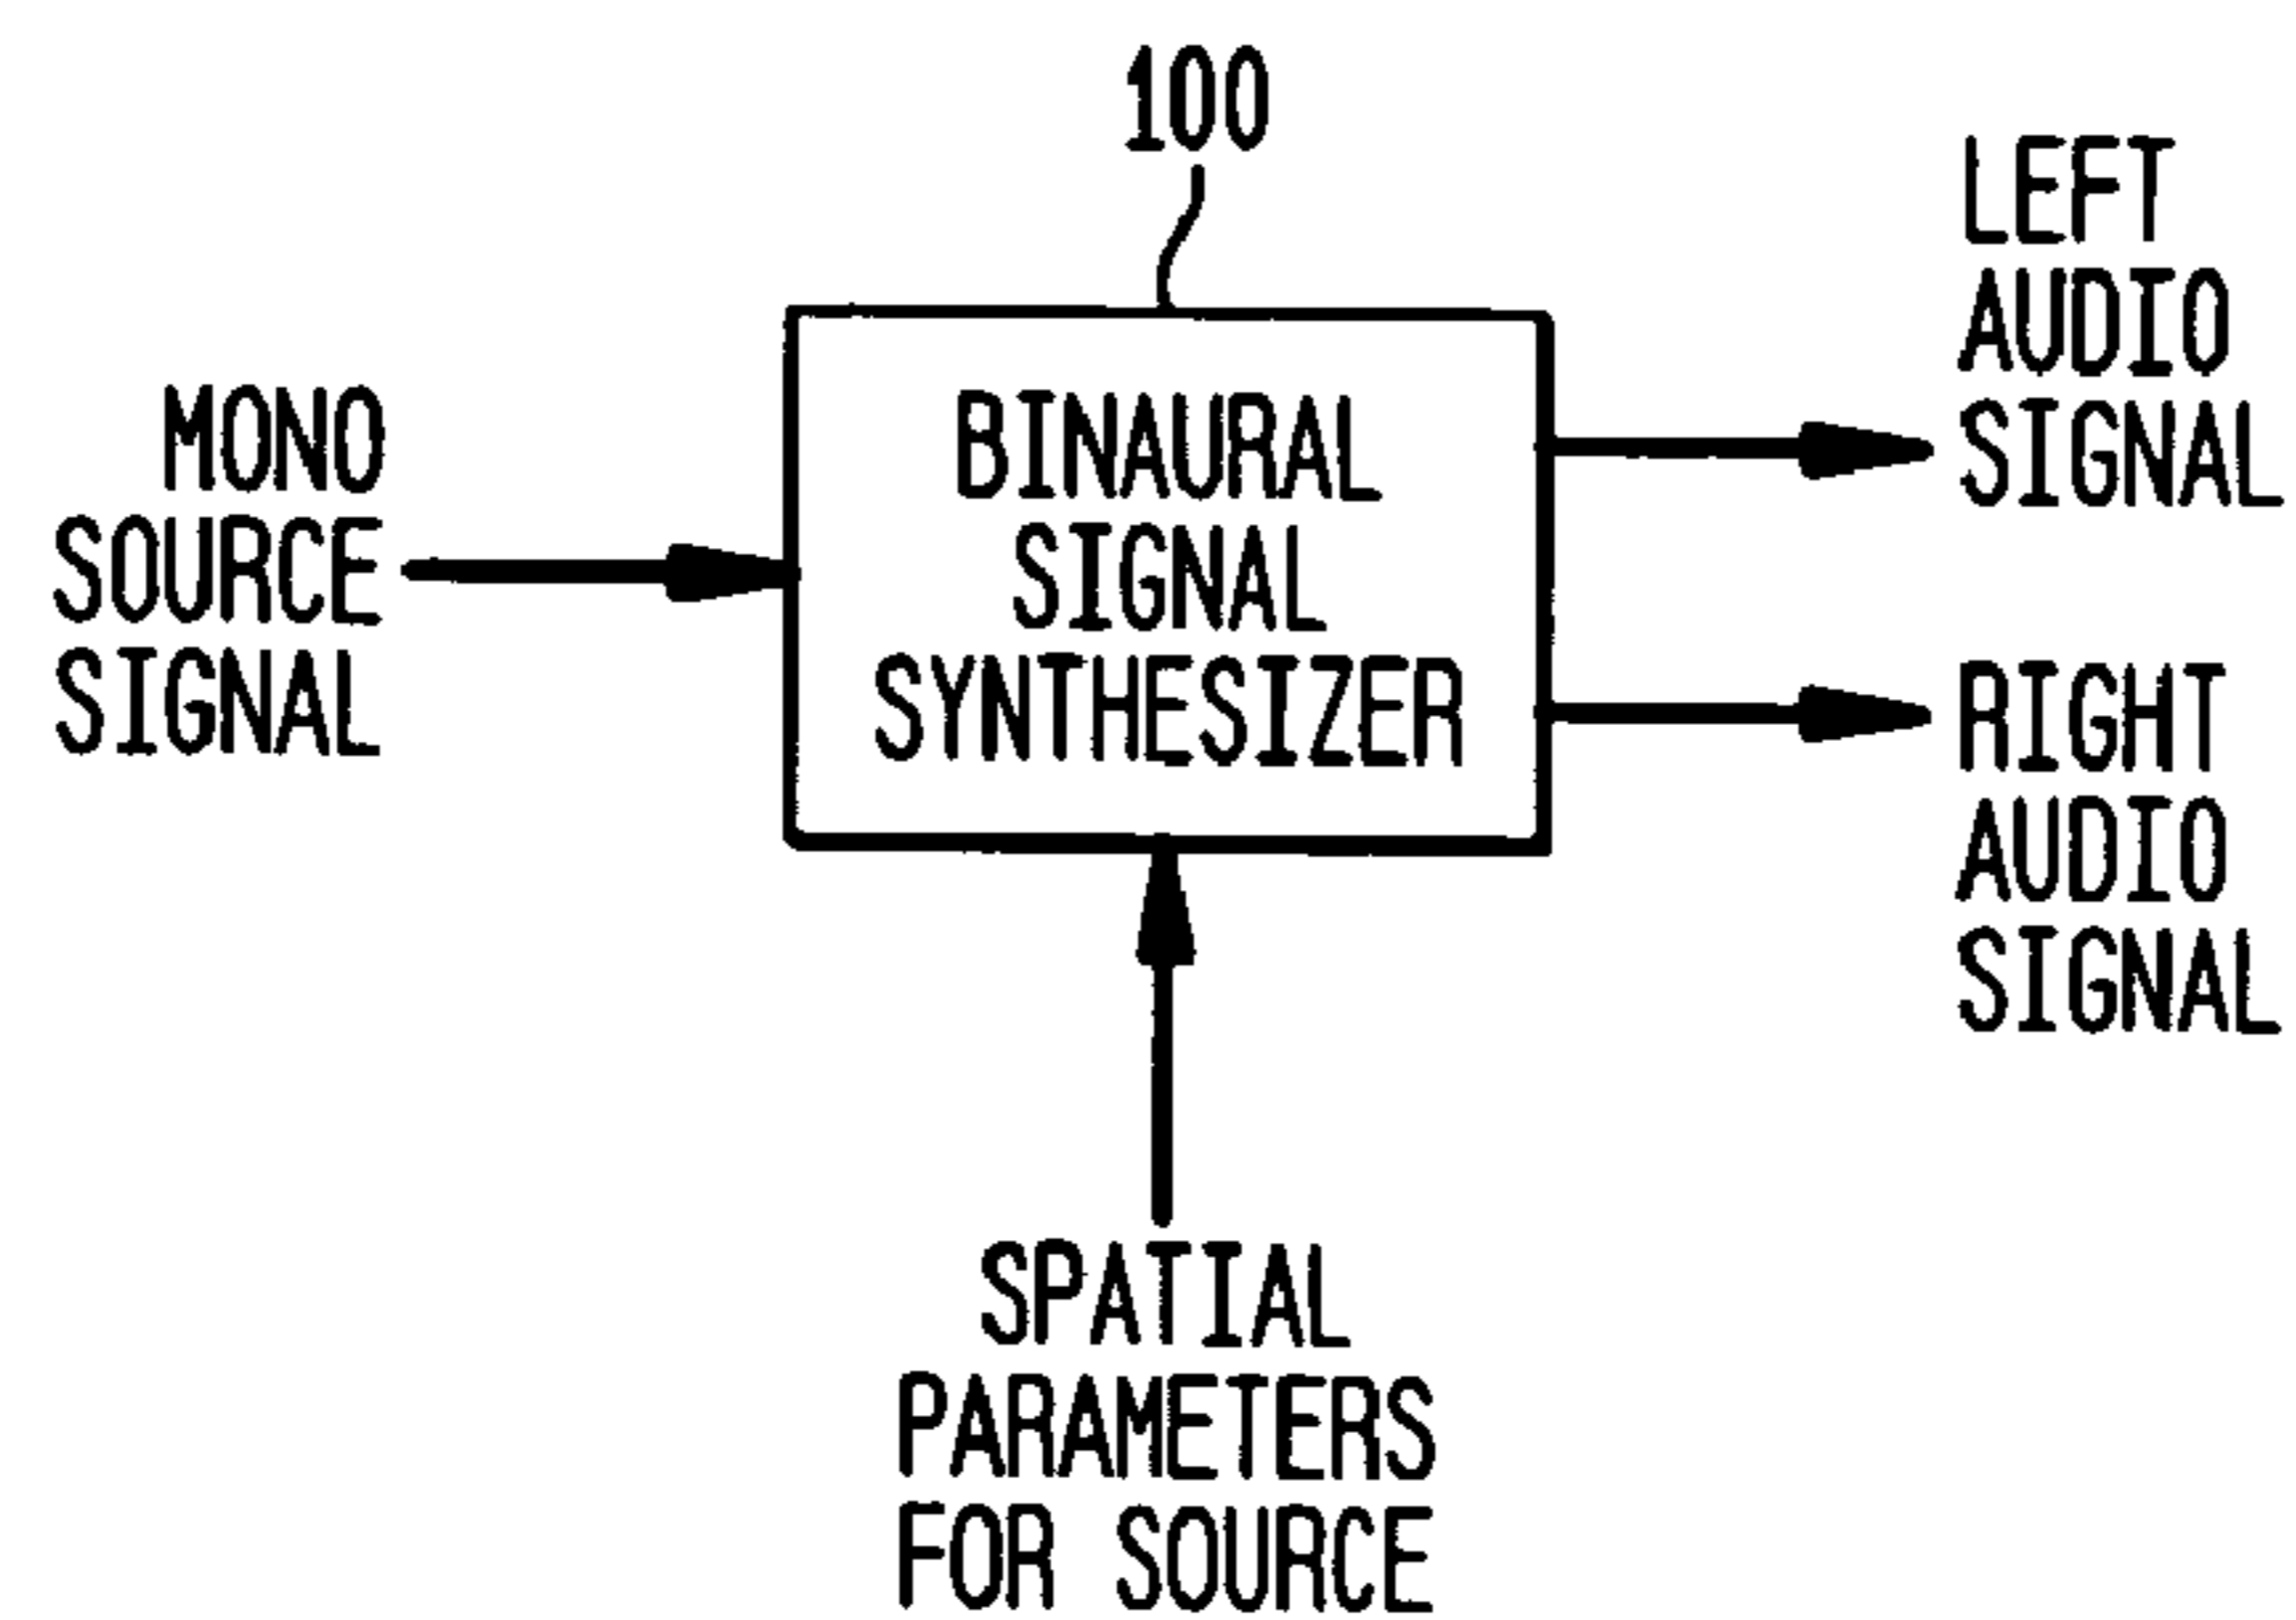 100
MONO
SOURCE
SIGNAL
BINAURAL
SIGNAL
SYNTHESIZER
LEFT
AUDIO
SIGNAL
RIGHT
AUDIO
SIGNAL
SPATIAL
PARAMETERS
FOR SOURCE